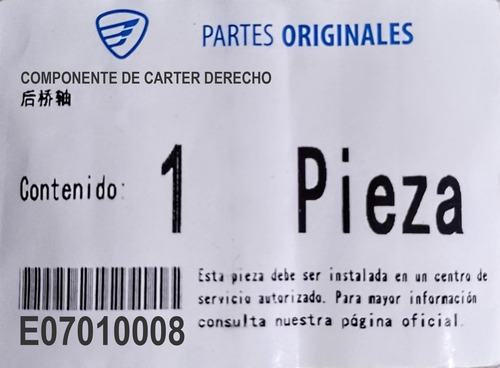 PARTES ORIGINALES
COMPONENTE DE CARTER DERECHO
后桥轴
Contenido: 1 Pieza
Esta pieza debe ser instalada en un centro de
servicio autorizado. Para mayor información
consulta nuestra página oficial.
E07010008